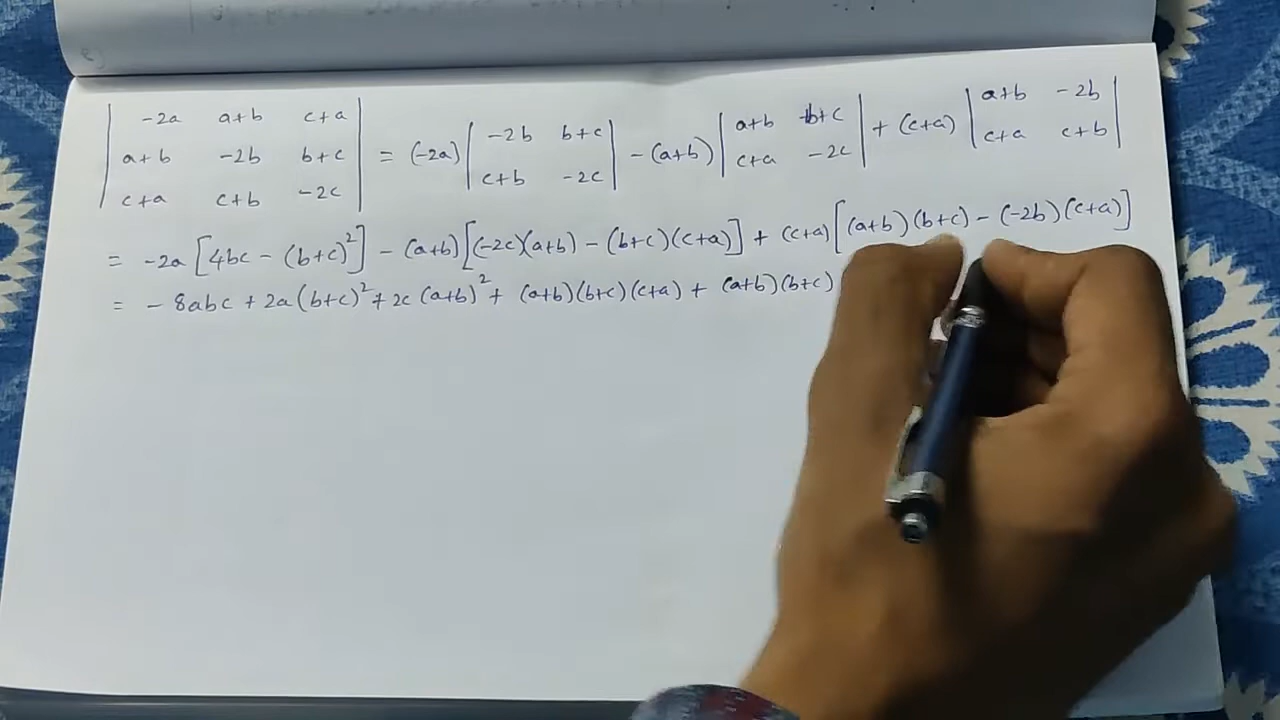 | -2a a+b c+a |
| a+b -2b b+c | = (-2a) | -2b b+c | - (a+b) | a+b b+c | + (c+a) | a+b -2b |
| c+a c+b -2c | | c+b -2c | | c+a -2c | | c+a c+b |
= -2a [4bc - (b+c)²] - (a+b)[(-2c)(a+b) - (b+c)(c+a)] + (c+a)[(a+b)(b+c) - (-2b)(c+a)]
= - 8abc + 2a(b+c)² + 2c(a+b)² + (a+b)(b+c)(c+a) + (a+b)(b+c)